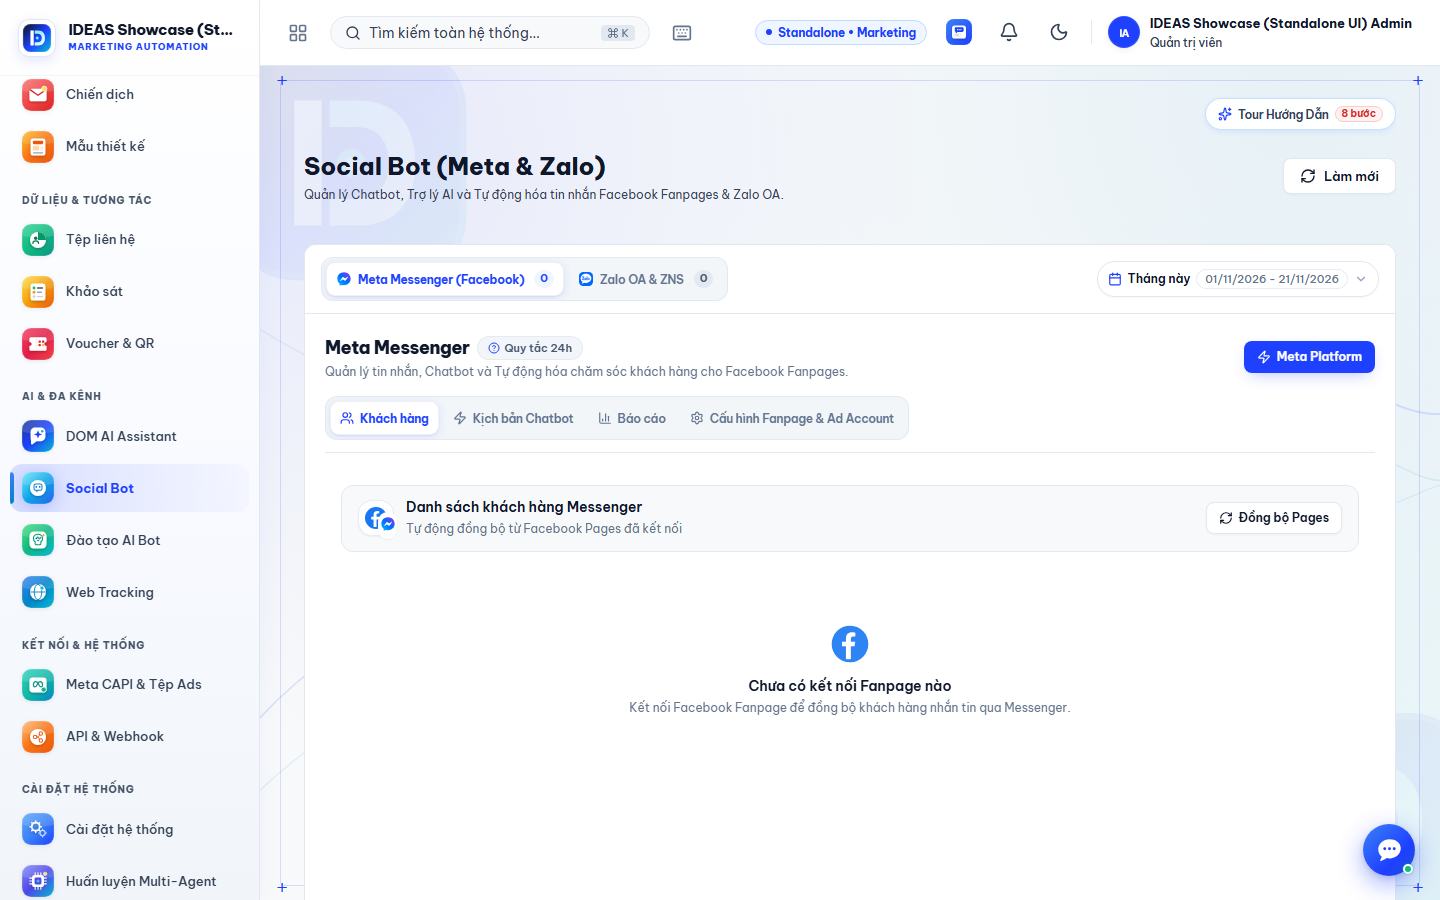 IDEAS Showcase (St...
MARKETING AUTOMATION
Chiến dịch
Mẫu thiết kế
DỮ LIỆU & TƯƠNG TÁC
Tệp liên hệ
Khảo sát
Voucher & QR
AI & ĐA KÊNH
DOM AI Assistant
Social Bot
Đào tạo AI Bot
Web Tracking
KẾT NỐI & HỆ THỐNG
Meta CAPI & Tệp Ads
API & Webhook
CÀI ĐẶT HỆ THỐNG
Cài đặt hệ thống
Huấn luyện Multi-Agent
Tìm kiếm toàn hệ thống...
⌘ K
Standalone • Marketing
IA
IDEAS Showcase (Standalone UI) Admin
Quản trị viên
Tour Hướng Dẫn 8 bước
Social Bot (Meta & Zalo)
Quản lý Chatbot, Trợ lý AI và Tự động hóa tin nhắn Facebook Fanpages & Zalo OA.
Làm mới
Meta Messenger (Facebook) 0
Zalo OA & ZNS 0
Tháng này 01/11/2026 - 21/11/2026
Meta Messenger
Quy tắc 24h
Quản lý tin nhắn, Chatbot và Tự động hóa chăm sóc khách hàng cho Facebook Fanpages.
Meta Platform
Khách hàng
Kịch bản Chatbot
Báo cáo
Cấu hình Fanpage & Ad Account
Danh sách khách hàng Messenger
Tự động đồng bộ từ Facebook Pages đã kết nối
Đồng bộ Pages
Chưa có kết nối Fanpage nào
Kết nối Facebook Fanpage để đồng bộ khách hàng nhắn tin qua Messenger.